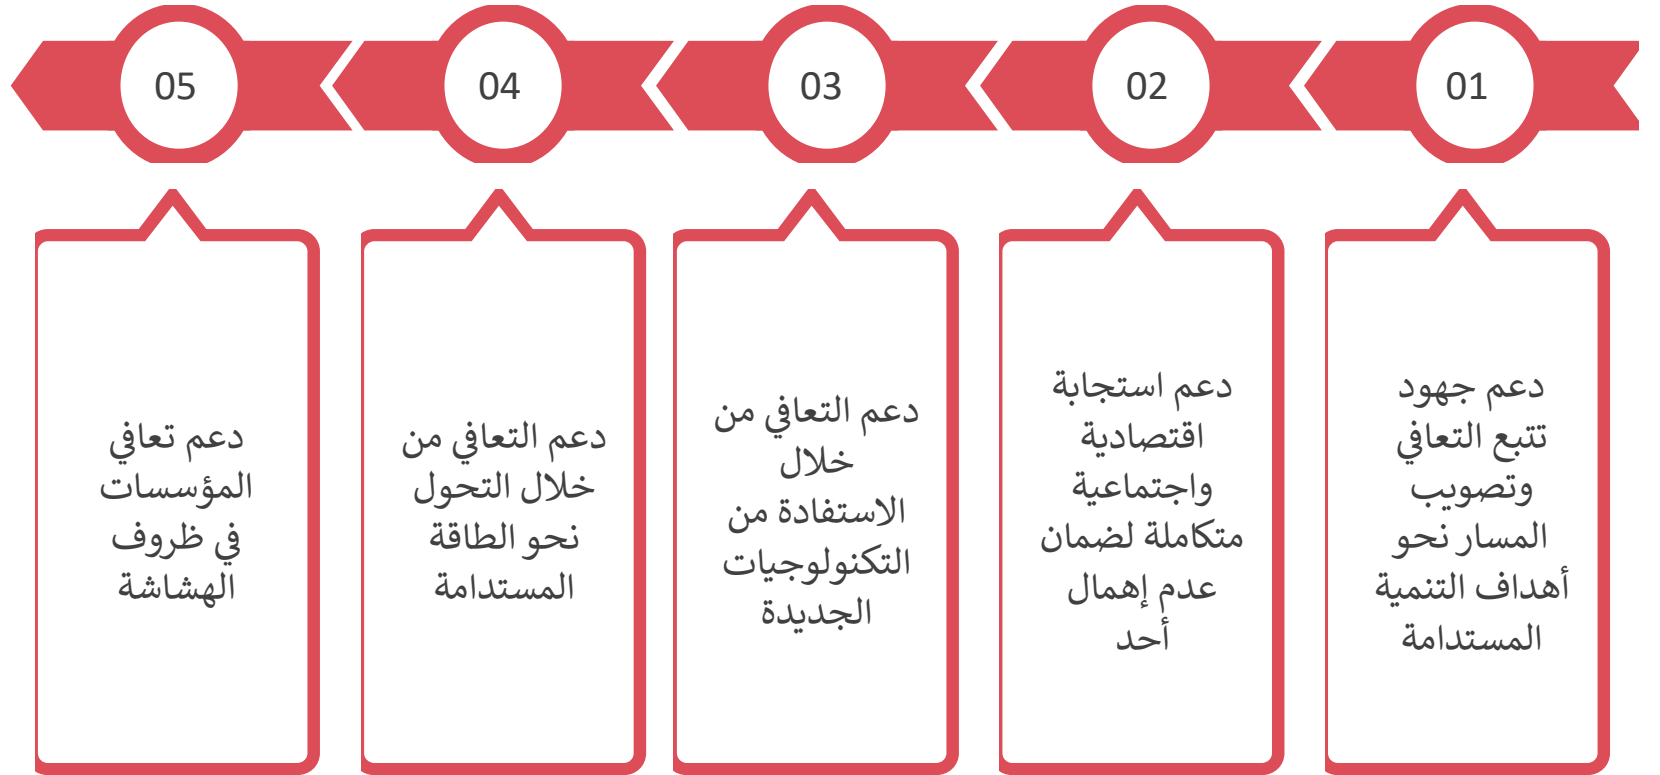 01
دعم جهود
تتبع التعافي
وتصويب
المسار نحو
أهداف التنمية
المستدامة
02
دعم استجابة
اقتصادية
واجتماعية
متكاملة لضمان
عدم إهمال
أحد
03
دعم التعافي من
خلال
الاستفادة من
التكنولوجيات
الجديدة
04
دعم التعافي من
خلال التحول
نحو الطاقة
المستدامة
05
دعم تعافي
المؤسسات
في ظروف
الهشاشة